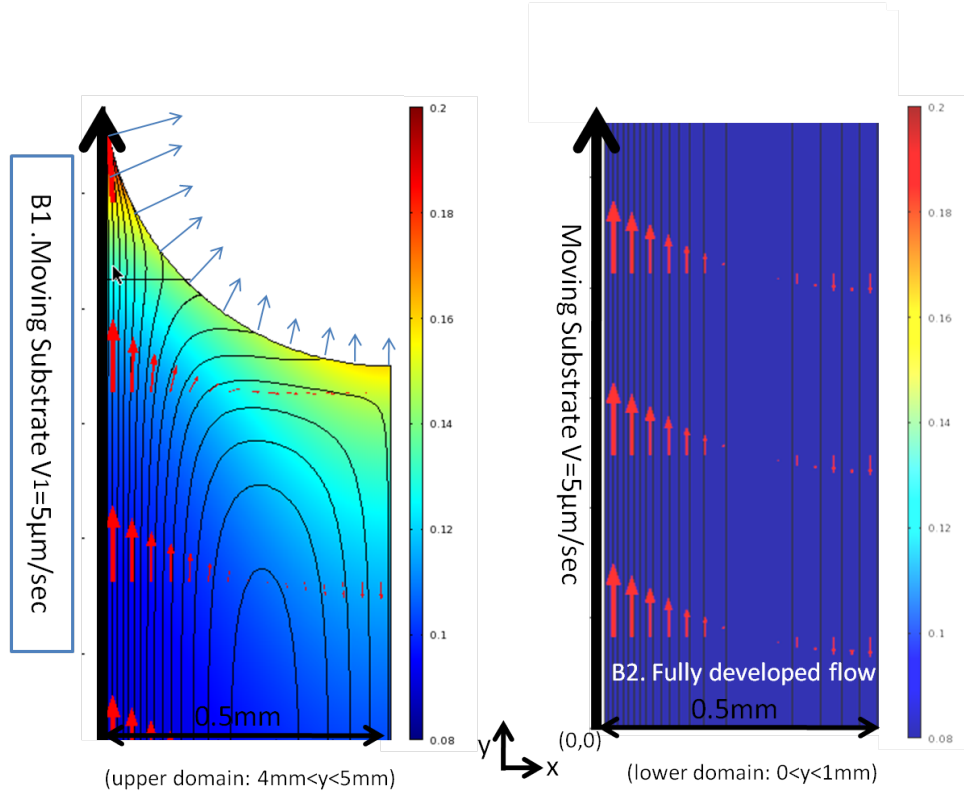 B1 .Moving Substrate V1=5µm/sec
0.2
0.18
0.16
0.14
0.12
0.1
0.08
0.5mm
(upper domain: 4mm<y<5mm)
y
x
Moving Substrate V=5µm/sec
0.2
0.18
0.16
0.14
0.12
0.1
0.08
B2. Fully developed flow
0.5mm
(0,0)
(lower domain: 0<y<1mm)